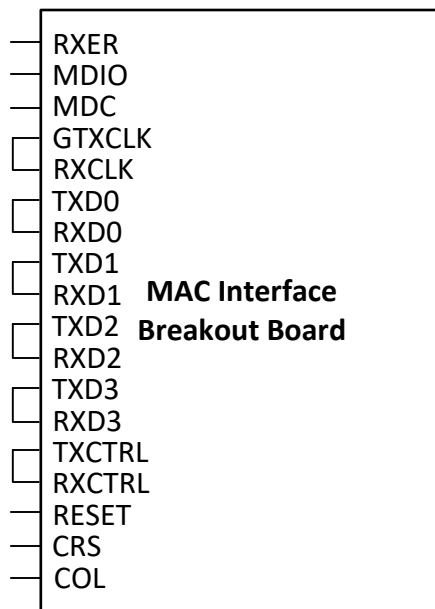 RXER
MDIO
MDC
GTXCLK
RXCLK
TXD0
RXD0
TXD1
RXD1
TXD2
RXD2
TXD3
RXD3
TXCTRL
RXCTRL
RESET
CRS
COL
MAC Interface
Breakout Board